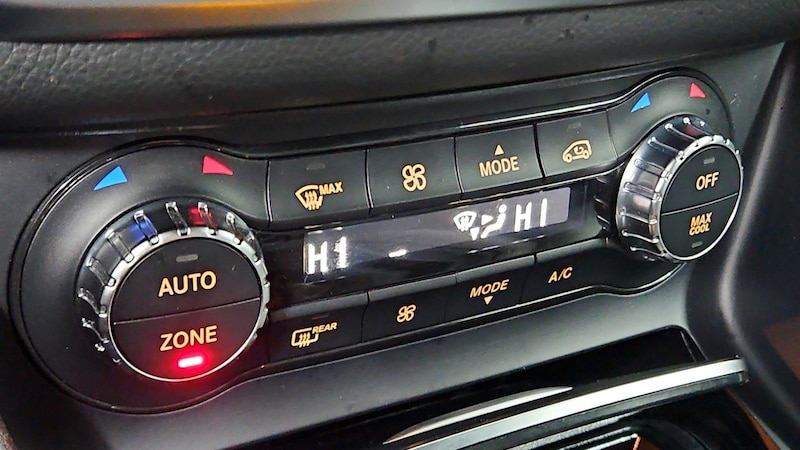 MAX
MODE
OFF
MAX
COOL
HI
HI
AUTO
ZONE
REAR
MODE
A/C